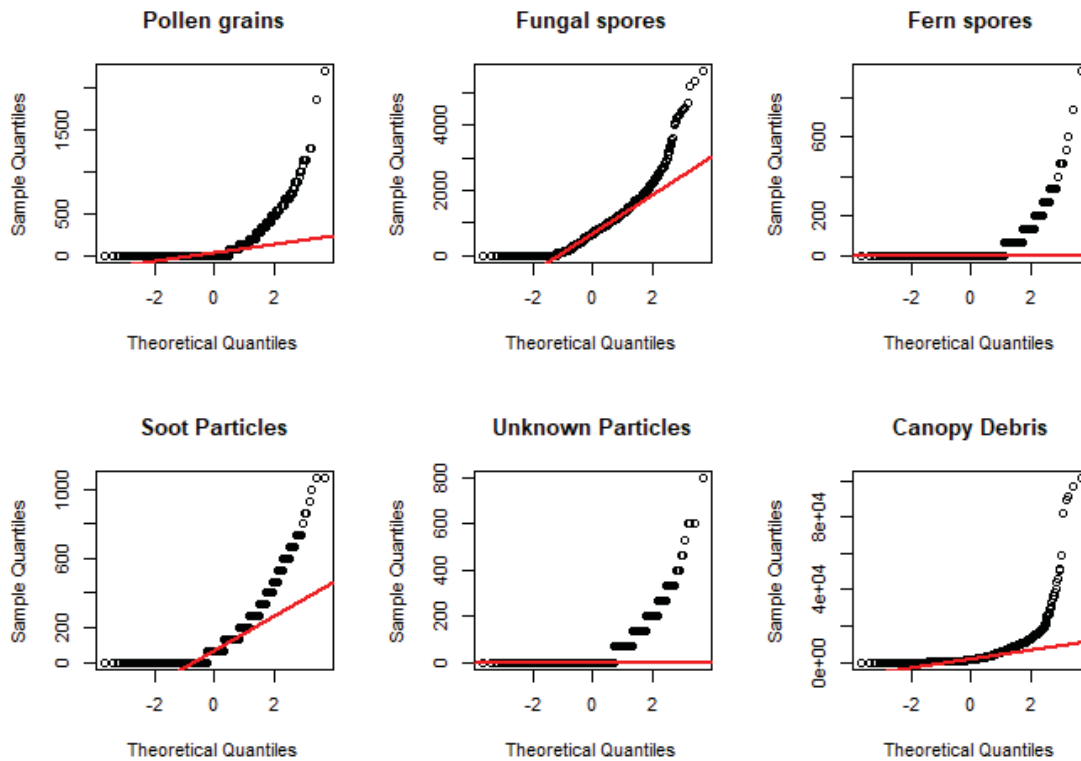 Pollen grains
Sample Quantiles
0 500 1500
-2 0 2
Theoretical Quantiles
Fungal spores
Sample Quantiles
0 2000 4000
-2 0 2
Theoretical Quantiles
Fern spores
Sample Quantiles
0 200 600
-2 0 2
Theoretical Quantiles
Soot Particles
Sample Quantiles
0 200 600 1000
-2 0 2
Theoretical Quantiles
Unknown Particles
Sample Quantiles
0 200 400 600 800
-2 0 2
Theoretical Quantiles
Canopy Debris
Sample Quantiles
0e+00 4e+04 8e+04
-2 0 2
Theoretical Quantiles